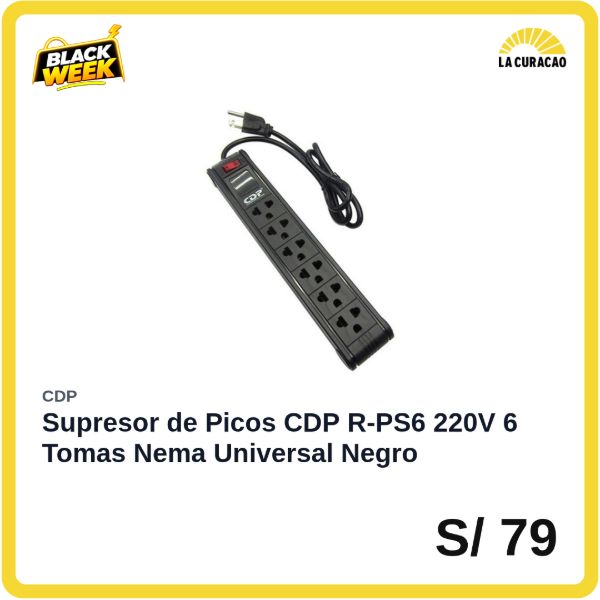 BLACK
WEEK
LA CURACAO
CDP
CDP
Supresor de Picos CDP R-PS6 220V 6
Tomas Nema Universal Negro
S/ 79